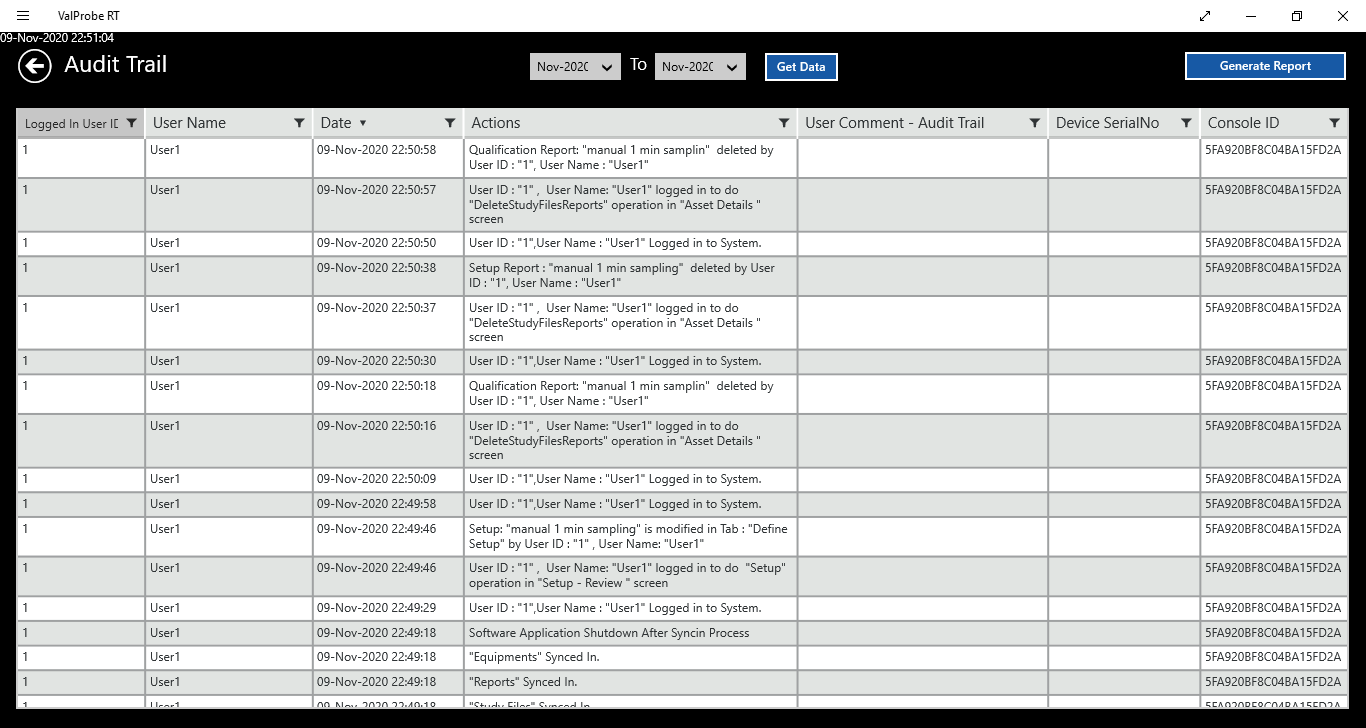 ValProbe RT
09-Nov-2020 22:51:04
Audit Trail
Nov-202
To
Nov-202
Get Data
Generate Report
Logged In User
User Name
Date
Actions
User Comment - Audit Trail
Device SerialNo
Console ID
1 User1 09-Nov-2020 22:50:58 Qualification Report: "manual 1 min samplin"  deleted by 5FA920BF8C04BA15FD2A
User ID : "1", User Name : "User1"
1 User1 09-Nov-2020 22:50:57 User ID : "1" ,  User Name: "User1" logged in to do 5FA920BF8C04BA15FD2A
"DeleteStudyFilesReports" operation in "Asset Details "
screen
1 User1 09-Nov-2020 22:50:50 User ID : "1",User Name : "User1" Logged in to System. 5FA920BF8C04BA15FD2A
1 User1 09-Nov-2020 22:50:38 Setup Report : "manual 1 min sampling"  deleted by User 5FA920BF8C04BA15FD2A
ID : "1", User Name : "User1"
1 User1 09-Nov-2020 22:50:37 User ID : "1" ,  User Name: "User1" logged in to do 5FA920BF8C04BA15FD2A
"DeleteStudyFilesReports" operation in "Asset Details "
screen
1 User1 09-Nov-2020 22:50:30 User ID : "1",User Name : "User1" Logged in to System. 5FA920BF8C04BA15FD2A
1 User1 09-Nov-2020 22:50:18 Qualification Report: "manual 1 min samplin"  deleted by 5FA920BF8C04BA15FD2A
User ID : "1", User Name : "User1"
1 User1 09-Nov-2020 22:50:16 User ID : "1" ,  User Name: "User1" logged in to do 5FA920BF8C04BA15FD2A
"DeleteStudyFilesReports" operation in "Asset Details "
screen
1 User1 09-Nov-2020 22:50:09 User ID : "1",User Name : "User1" Logged in to System. 5FA920BF8C04BA15FD2A
1 User1 09-Nov-2020 22:49:58 User ID : "1",User Name : "User1" Logged in to System. 5FA920BF8C04BA15FD2A
1 User1 09-Nov-2020 22:49:46 Setup: "manual 1 min sampling" is modified in Tab : "Define 5FA920BF8C04BA15FD2A
Setup" by User ID : "1" , User Name: "User1"
1 User1 09-Nov-2020 22:49:46 User ID : "1" ,  User Name: "User1" logged in to do  "Setup" 5FA920BF8C04BA15FD2A
operation in "Setup - Review " screen
1 User1 09-Nov-2020 22:49:29 User ID : "1",User Name : "User1" Logged in to System. 5FA920BF8C04BA15FD2A
1 User1 09-Nov-2020 22:49:18 Software Application Shutdown After Syncin Process 5FA920BF8C04BA15FD2A
1 User1 09-Nov-2020 22:49:18 "Equipments" Synced In. 5FA920BF8C04BA15FD2A
1 User1 09-Nov-2020 22:49:18 "Reports" Synced In. 5FA920BF8C04BA15FD2A
1 User1 09-Nov-2020 22:49:18 "Study Files" Synced In. 5FA920BF8C04BA15FD2A